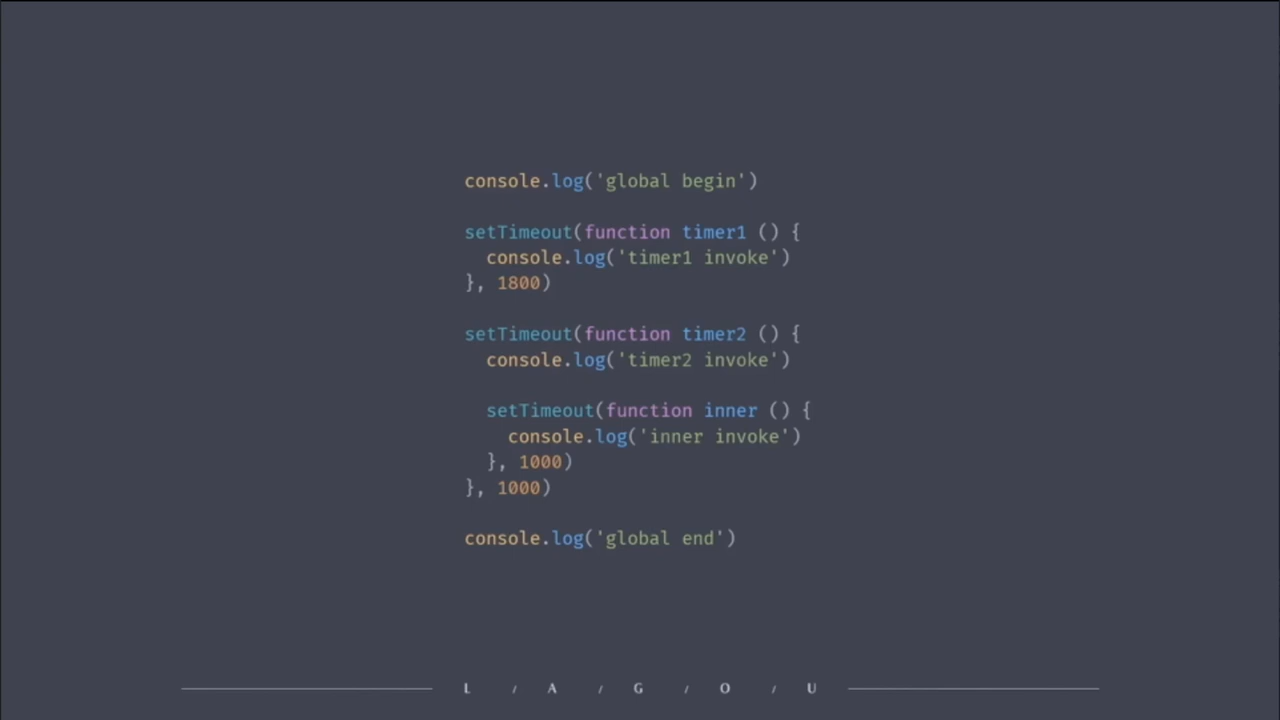 console.log('global begin')
setTimeout(function timer1 () {
  console.log('timer1 invoke')
}, 1800)
setTimeout(function timer2 () {
  console.log('timer2 invoke')
  setTimeout(function inner () {
    console.log('inner invoke')
  }, 1000)
}, 1000)
console.log('global end')
L / A / G / O / U